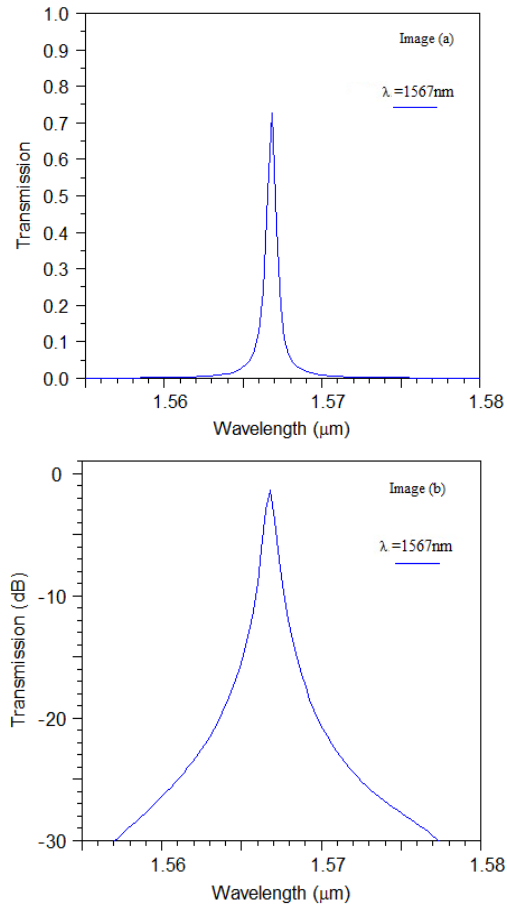 1.0
Image (a)
0.9
0.8
λ =1567nm
0.7
0.6
Transmission
0.5
0.4
0.3
0.2
0.1
0.0
1.56
1.57
1.58
Wavelength (μm)
0
Image (b)
λ =1567nm
-10
Transmission (dB)
-20
-30
1.56
1.57
1.58
Wavelength (μm)